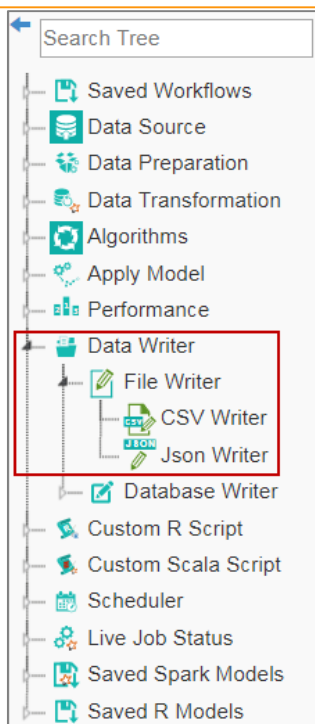 Search Tree
Saved Workflows
Data Source
Data Preparation
Data Transformation
Algorithms
Apply Model
Performance
Data Writer
File Writer
CSV
CSV Writer
JSON
Json Writer
Database Writer
Custom R Script
Custom Scala Script
Scheduler
Live Job Status
Saved Spark Models
Saved R Models